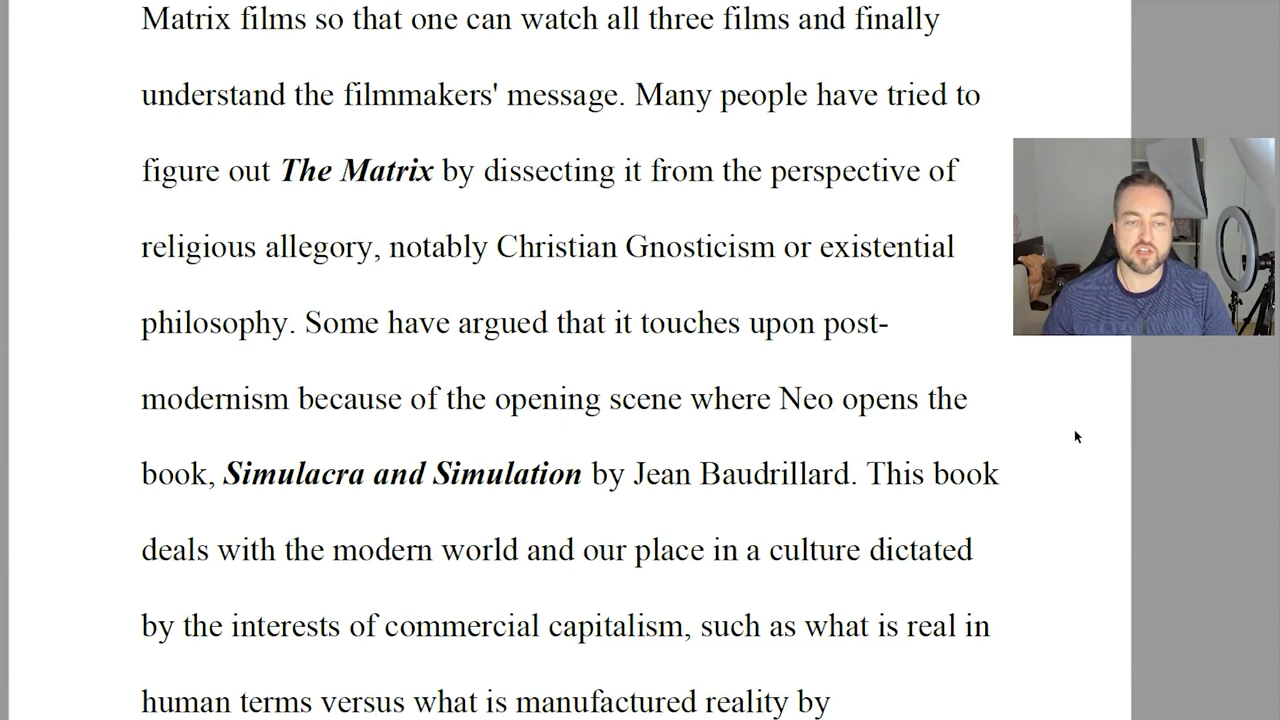 Matrix films so that one can watch all three films and finally
understand the filmmakers' message. Many people have tried to
figure out The Matrix by dissecting it from the perspective of
religious allegory, notably Christian Gnosticism or existential
philosophy. Some have argued that it touches upon post-
modernism because of the opening scene where Neo opens the
book, Simulacra and Simulation by Jean Baudrillard. This book
deals with the modern world and our place in a culture dictated
by the interests of commercial capitalism, such as what is real in
human terms versus what is manufactured reality by